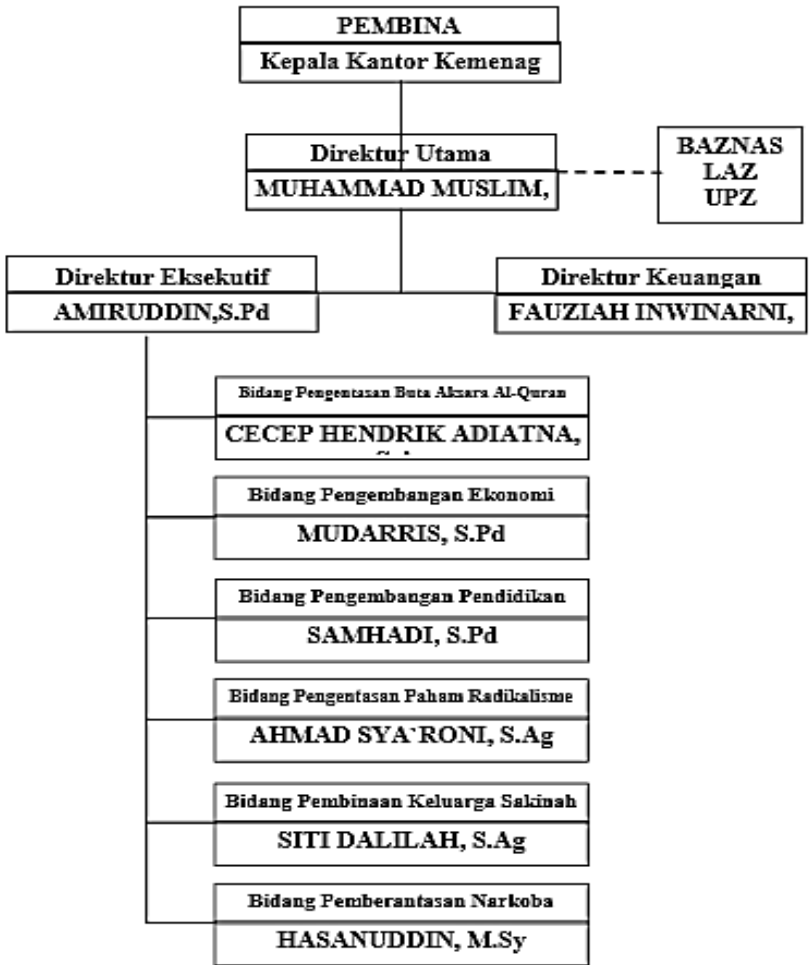 PEMBINA
Kepala Kantor Kemenag
Direktur Utama
MUHAMMAD MUSLIM,
BAZNAS
LAZ
UPZ
Direktur Eksekutif
AMIRUDDIN,S.Pd
Direktur Keuangan
FAUZIAH INWINARNI,
Bidang Pengentasan Buta Aksara Al-Quran
CECEP HENDRIK ADIATNA,
Bidang Pengembangan Ekonomi
MUDARRIS, S.Pd
Bidang Pengembangan Pendidikan
SAMHADI, S.Pd
Bidang Pengentasan Paham Radikalisme
AHMAD SYA`RONI, S.Ag
Bidang Pembinaan Keluarga Sakinah
SITI DALILAH, S.Ag
Bidang Pemberantasan Narkoba
HASANUDDIN, M.Sy